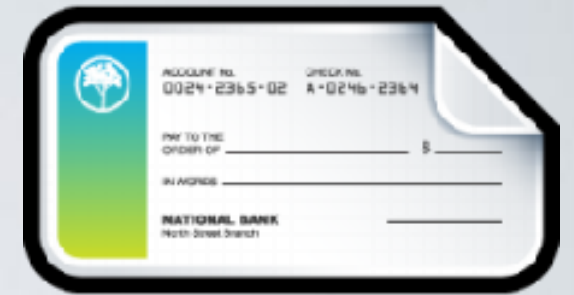 ACCOUNT No. CHECK No.
0024-2365-02 A-0246-2364
PAY TO THE
ORDER OF $
IN WORDS
NATIONAL BANK
North Street Branch